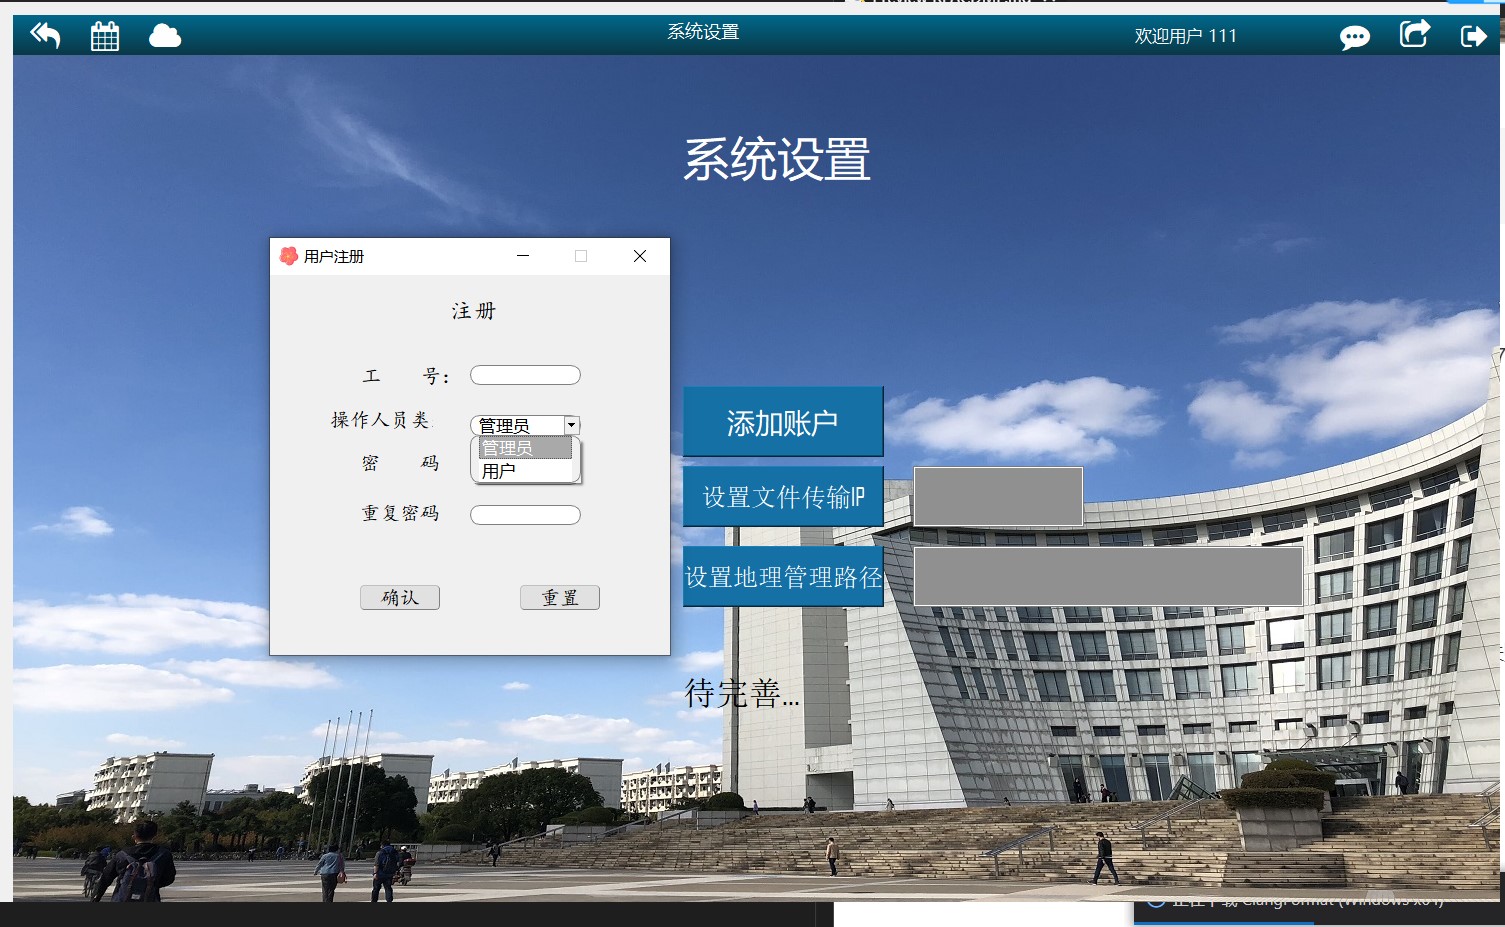 系统设置
欢迎用户 111
系统设置
用户注册
注册
工 号：
操作人员类
管理员
管理员
用户
密 码
重复密码
确认
重置
添加账户
设置文件传输IP
设置地理管理路径
待完善...